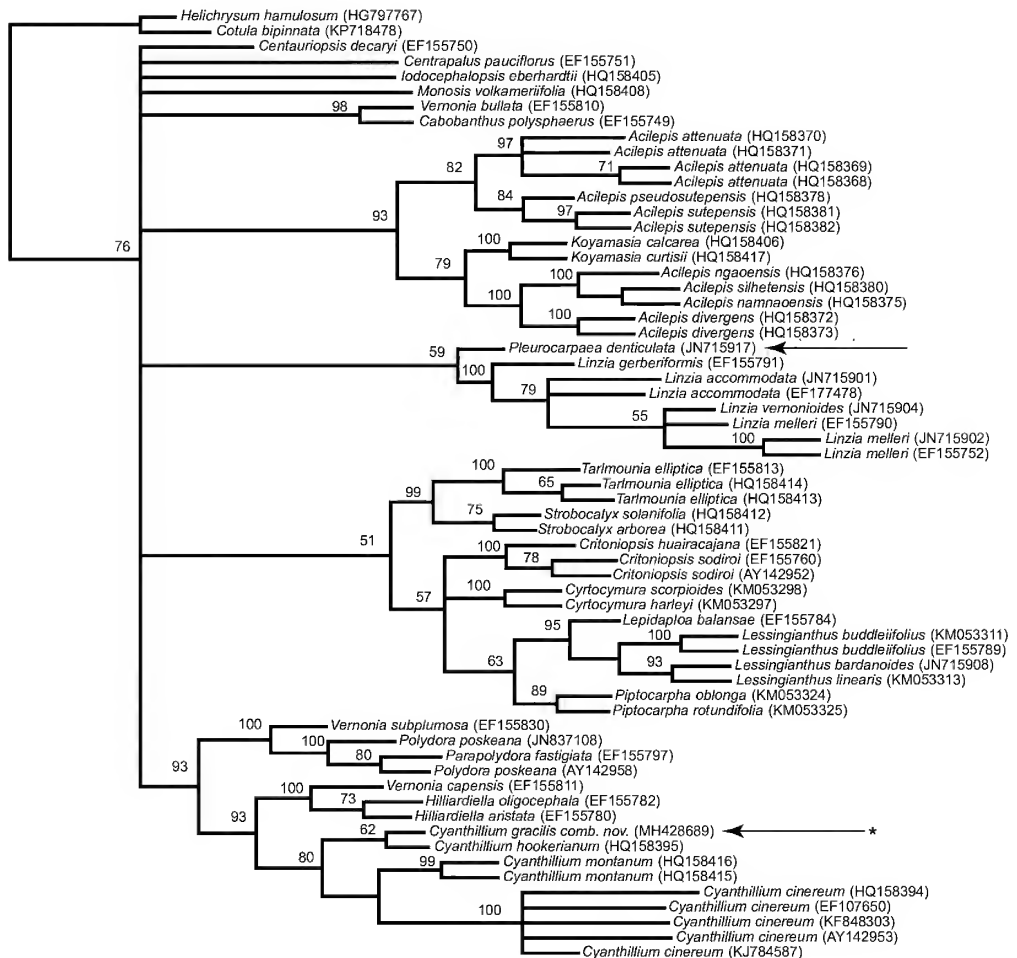 Helichrysum hamulosum (HG797767)
Cotula bipinnata (KP718478)
Centauriopsis decaryi (EF155750)
Centrapalus pauciflorus (EF155751)
Iodocephalopsis eberhardtii (HQ158405)
Monosis volkameriifolia (HQ158408)
98 Vernonia bullata (EF155810)
Cabobanthus polysphaerus (EF155749)
Acilepis attenuata (HQ158370)
97 Acilepis attenuata (HQ158371)
82 71 Acilepis attenuata (HQ158369)
Acilepis attenuata (HQ158368)
84 Acilepis pseudosutepensis (HQ158378)
93 97 Acilepis sutepensis (HQ158381)
Acilepis sutepensis (HQ158382)
76 100 Koyamasia calcarea (HQ158406)
Koyamasia curtisii (HQ158417)
79 100 Acilepis ngaoensis (HQ158376)
Acilepis silhetensis (HQ158380)
100 Acilepis namnaoensis (HQ158375)
100 Acilepis divergens (HQ158372)
Acilepis divergens (HQ158373)
59 Pleurocarpaea denticulata (JN715917)
100 Linzia gerberiformis (EF155791)
79 Linzia accommodata (JN715901)
Linzia accommodata (EF177478)
55 Linzia vernonioides (JN715904)
Linzia melleri (EF155790)
100 Linzia melleri (JN715902)
Linzia melleri (EF155752)
100 Tarlmounia elliptica (EF155813)
99 65 Tarlmounia elliptica (HQ158414)
Tarlmounia elliptica (HQ158413)
75 Strobocalyx solanifolia (HQ158412)
Strobocalyx arborea (HQ158411)
51 100 Critoniopsis huairacajana (EF155821)
78 Critoniopsis sodiroi (EF155760)
Critoniopsis sodiroi (AY142952)
57 100 Cyrtocymura scorpioides (KM053298)
Cyrtocymura harleyi (KM053297)
95 Lepidaploa balansae (EF155784)
100 Lessingianthus buddleiifolius (KM053311)
Lessingianthus buddleiifolius (EF155789)
63 93 Lessingianthus bardanoides (JN715908)
Lessingianthus linearis (KM053313)
89 Piptocarpha oblonga (KM053324)
Piptocarpha rotundifolia (KM053325)
100 Vernonia subplumosa (EF155830)
100 Polydora poskeana (JN837108)
93 80 Parapolydora fastigiata (EF155797)
Polydora poskeana (AY142958)
100 Vernonia capensis (EF155811)
73 Hilliardiella oligocephala (EF155782)
93 Hilliardiella aristata (EF155780)
62 Cyanthillium gracilis comb. nov. (MH428689) *
Cyanthillium hookerianum (HQ158395)
80 99 Cyanthillium montanum (HQ158416)
Cyanthillium montanum (HQ158415)
Cyanthillium cinereum (HQ158394)
100 Cyanthillium cinereum (EF107650)
Cyanthillium cinereum (KF848303)
Cyanthillium cinereum (AY142953)
Cyanthillium cinereum (KJ784587)